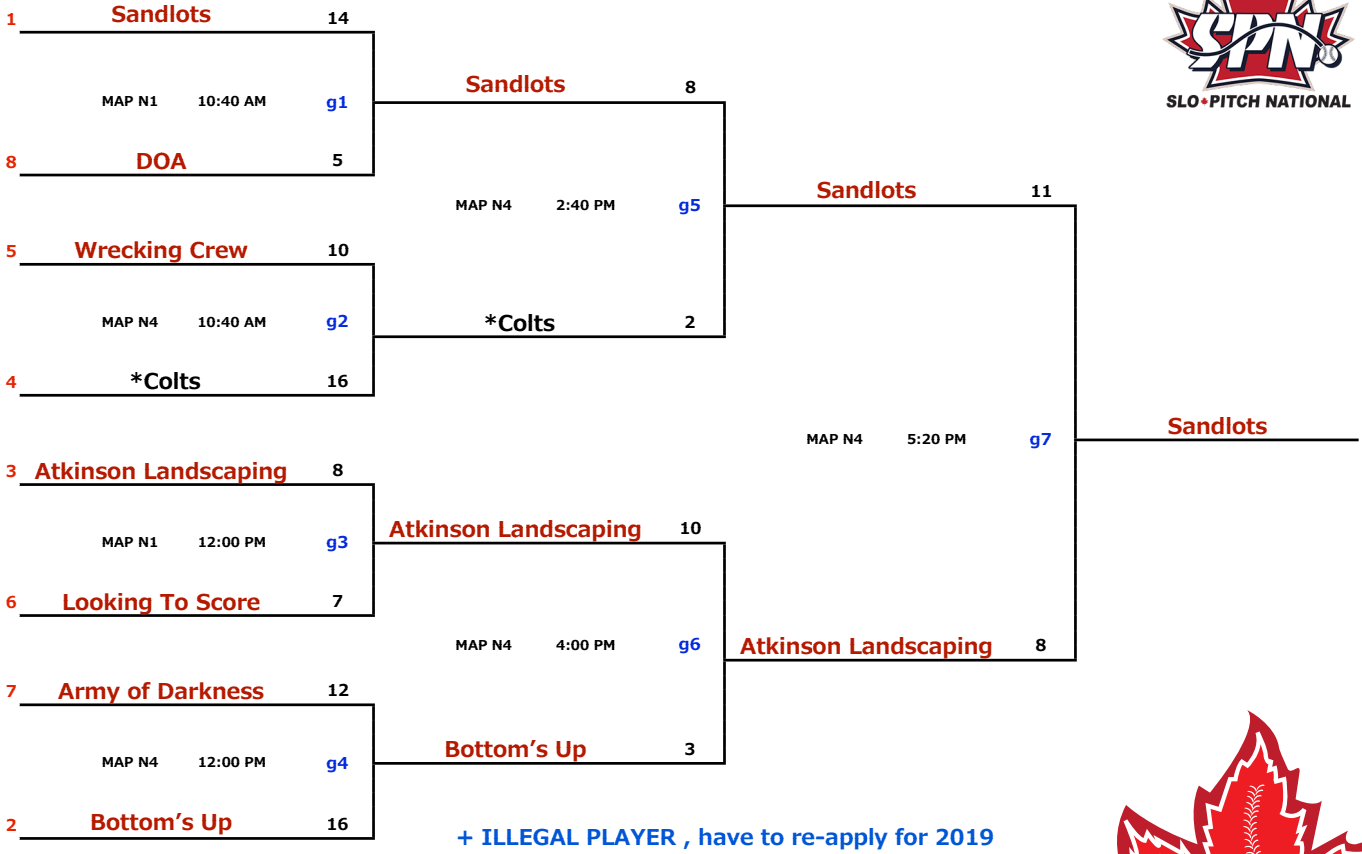 1 Sandlots 14
MAP N1 10:40 AM g1
8 DOA 5
5 Wrecking Crew 10
MAP N4 10:40 AM g2
4 *Colts 16
3 Atkinson Landscaping 8
MAP N1 12:00 PM g3
6 Looking To Score 7
7 Army of Darkness 12
MAP N4 12:00 PM g4
2 Bottom’s Up 16
Sandlots 8
MAP N4 2:40 PM g5
*Colts 2
Atkinson Landscaping 10
MAP N4 4:00 PM g6
Bottom’s Up 3
Sandlots 11
MAP N4 5:20 PM g7
Atkinson Landscaping 8
Sandlots
SPN
SLO PITCH NATIONAL
+ ILLEGAL PLAYER , have to re-apply for 2019